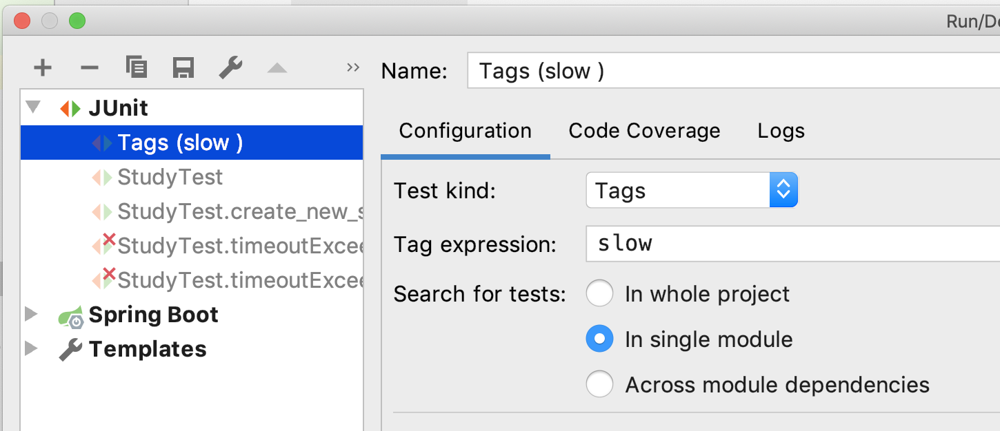 Run/De
Name: Tags (slow )
JUnit
Tags (slow )
StudyTest
StudyTest.create_new_s
StudyTest.timeoutExcee
StudyTest.timeoutExcee
Spring Boot
Templates
Configuration Code Coverage Logs
Test kind: Tags
Tag expression: slow
Search for tests: In whole project
In single module
Across module dependencies